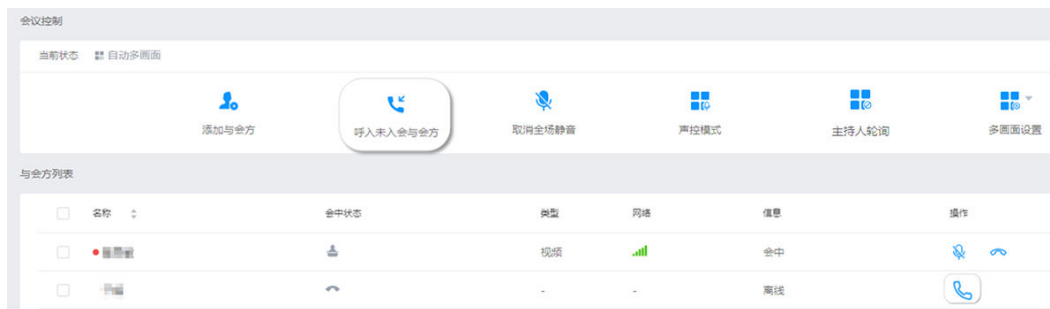 会议控制
当前状态 自动多画面
添加与会方 呼入未入会与会方 取消全场静音 声控模式 主持人轮询 多画面设置
与会方列表
名称 会中状态 类型 网络 信息 操作
视频 会中
- - 离线